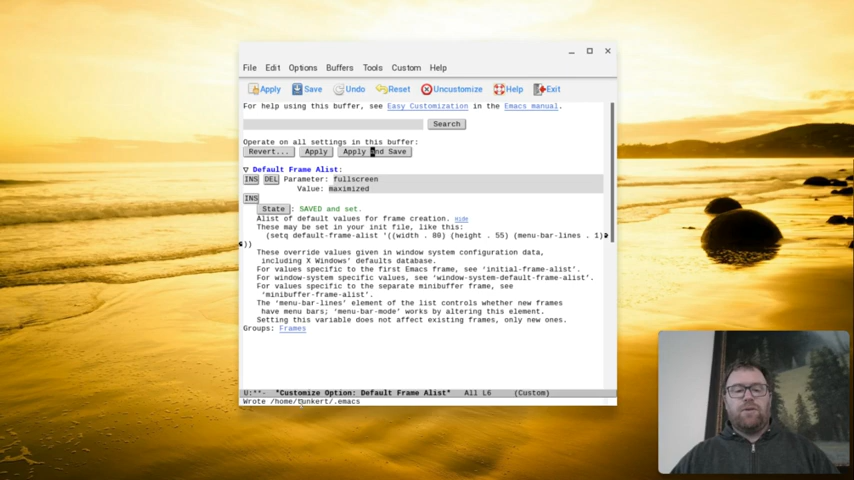 File Edit Options Buffers Tools Custom Help
Apply Save Undo Reset Uncustomize Help Exit
For help using this buffer, see Easy Customization in the Emacs manual.
Search
Operate on all settings in this buffer:
Revert... Apply Apply and Save
Default Frame Alist:
INS DEL Parameter: fullscreen
Value: maximized
INS
State : SAVED and set.
Alist of default values for frame creation. Hide
These may be set in your init file, like this:
(setq default-frame-alist '((width . 80) (height . 55) (menu-bar-lines . 1)
))
These override values given in window system configuration data,
including X Windows' defaults database.
For values specific to the first Emacs frame, see 'initial-frame-alist'.
For window-system specific values, see 'window-system-default-frame-alist'.
For values specific to the separate minibuffer frame, see
'minibuffer-frame-alist'.
The 'menu-bar-lines' element of the list controls whether new frames
have menu bars; 'menu-bar-mode' works by altering this element.
Setting this variable does not affect existing frames, only new ones.
Groups: Frames
U:**- *Customize Option: Default Frame Alist* All L6 (Custom)
Wrote